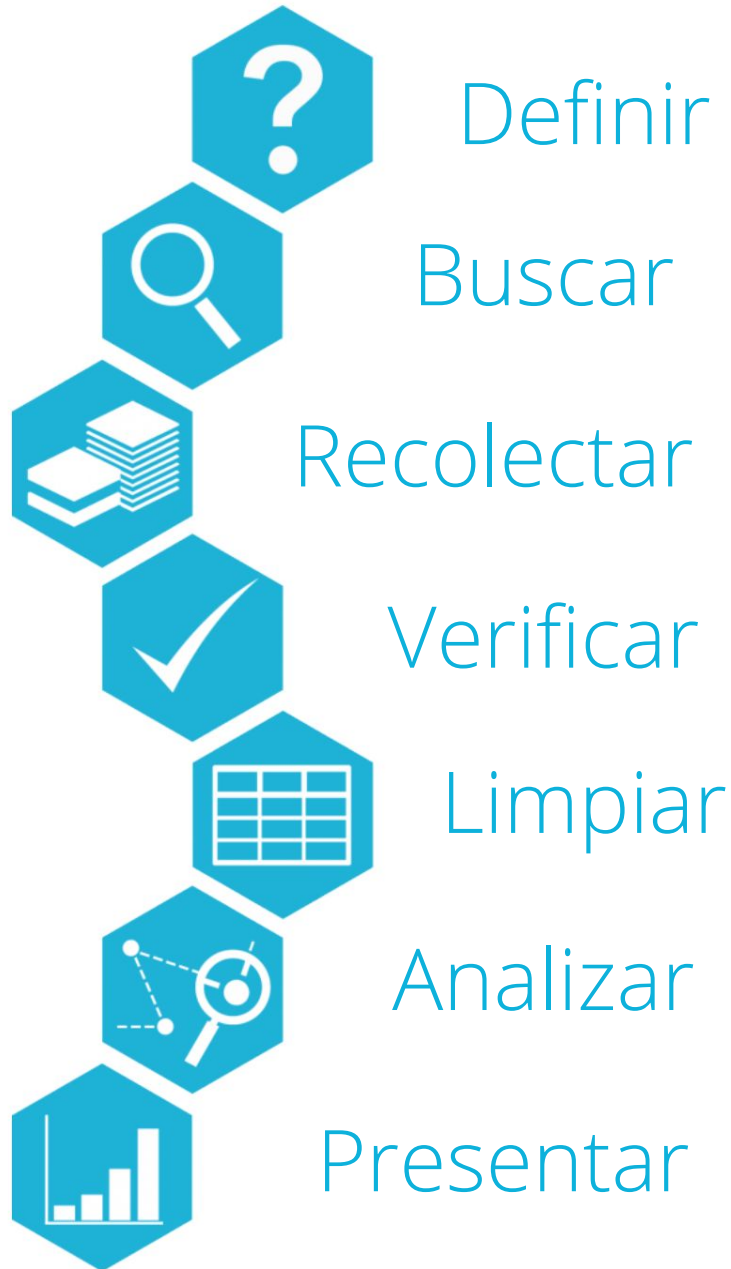 ?
Definir
Buscar
Recolectar
Verificar
Limpiar
Analizar
Presentar